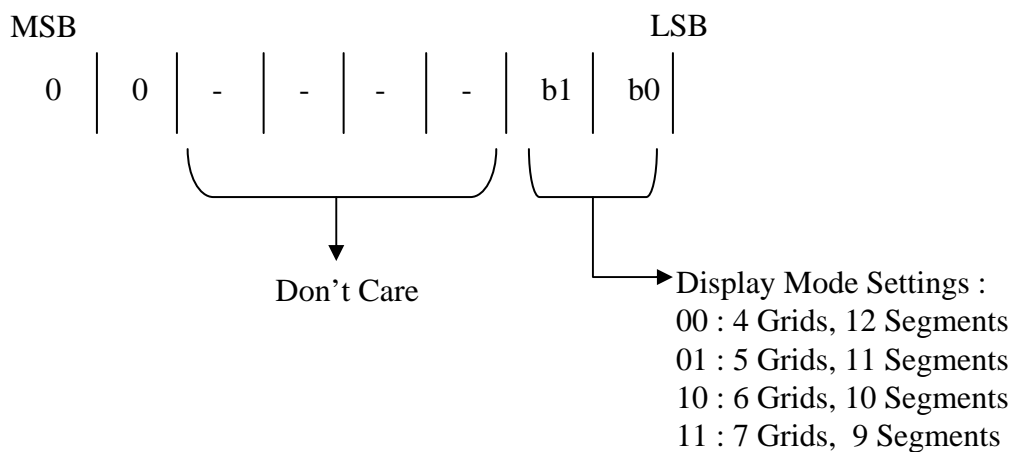 MSB LSB
0 0 - - - - b1 b0
Don't Care
Display Mode Settings :
00 : 4 Grids, 12 Segments
01 : 5 Grids, 11 Segments
10 : 6 Grids, 10 Segments
11 : 7 Grids, 9 Segments